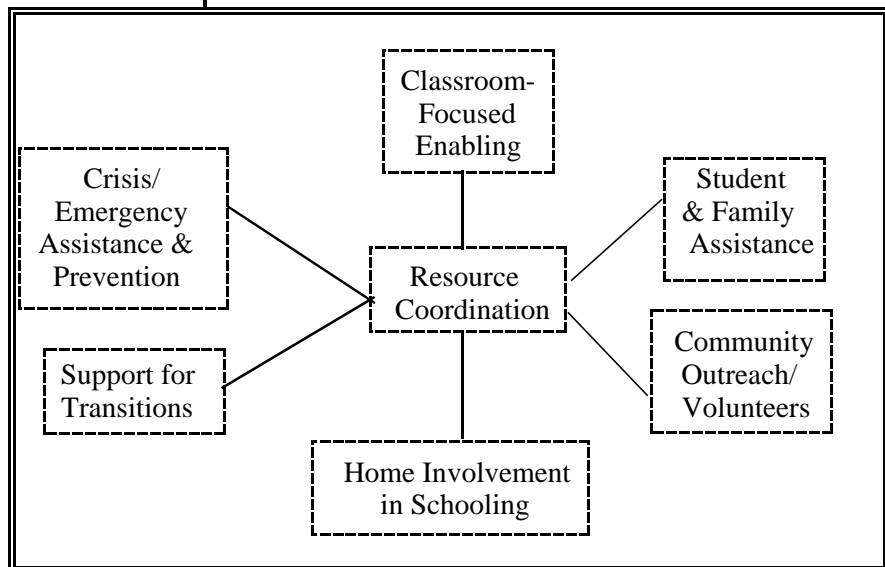 Classroom-
Focused
Enabling
Crisis/
Emergency
Assistance &
Prevention
Student
& Family
Assistance
Resource
Coordination
Support for
Transitions
Community
Outreach/
Volunteers
Home Involvement
in Schooling